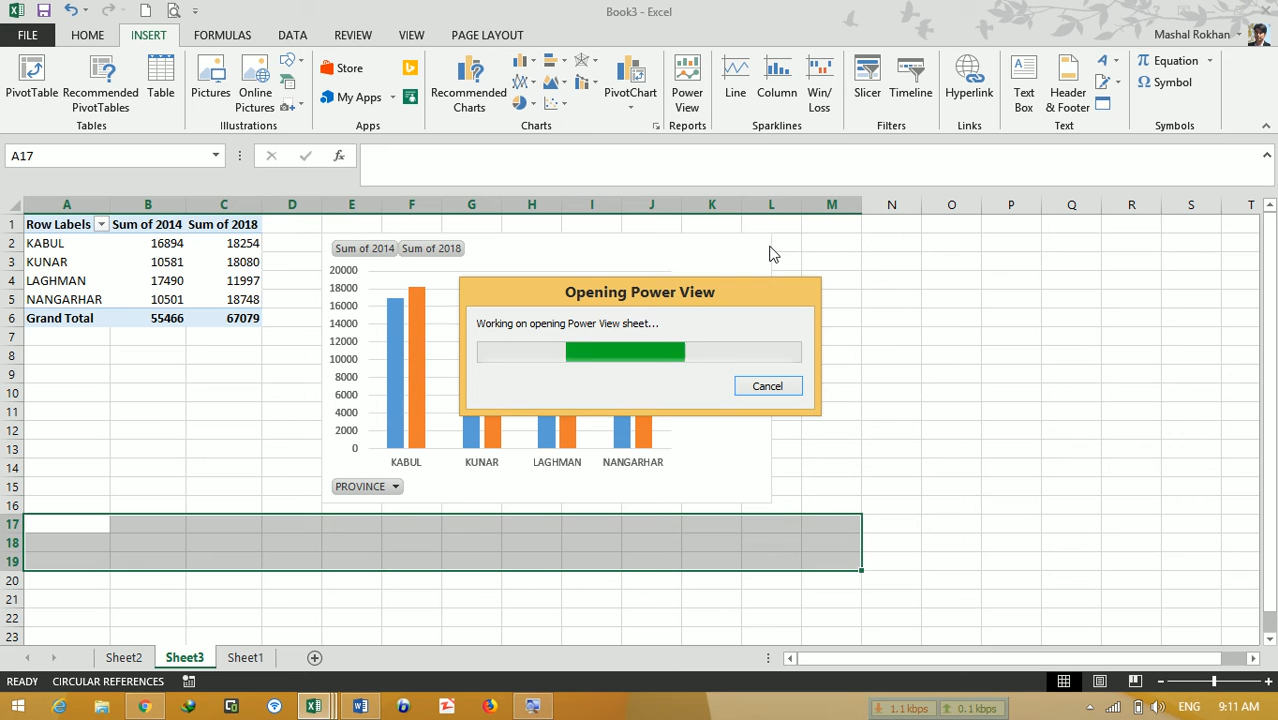 Book3 - Excel
FILE HOME INSERT FORMULAS DATA REVIEW VIEW PAGE LAYOUT Mashal Rokhan
PivotTable
Recommended PivotTables
Table
Tables
Pictures
Online Pictures
Illustrations
Store
My Apps
Apps
Recommended Charts
PivotChart
Charts
Power View
Reports
Line
Column
Win/ Loss
Sparklines
Slicer
Timeline
Filters
Hyperlink
Links
Text Box
Header & Footer
Text
π Equation
Ω Symbol
Symbols
A17
fx
A B C D E F G H I J K L M N O P Q R S T
1 Row Labels Sum of 2014 Sum of 2018
2 KABUL 16894 18254
3 KUNAR 10581 18080
4 LAGHMAN 17490 11997
5 NANGARHAR 10501 18748
6 Grand Total 55466 67079
7
8
9
10
11
12
13
14
15
16
17
18
19
20
21
22
23
Sum of 2014 Sum of 2018
20000
18000
16000
14000
12000
10000
8000
6000
4000
2000
0
KABUL KUNAR LAGHMAN NANGARHAR
PROVINCE
Opening Power View
Working on opening Power View sheet...
Cancel
Sheet2 Sheet3 Sheet1
READY CIRCULAR REFERENCES
1.1 kbps 0.1 kbps ENG 9:11 AM